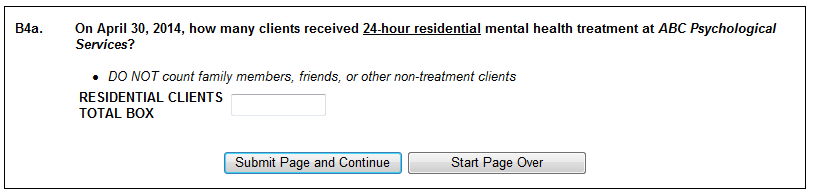 B4a. On April 30, 2014, how many clients received 24-hour residential mental health treatment at ABC Psychological
Services?
• DO NOT count family members, friends, or other non-treatment clients
RESIDENTIAL CLIENTS
TOTAL BOX
Submit Page and Continue Start Page Over